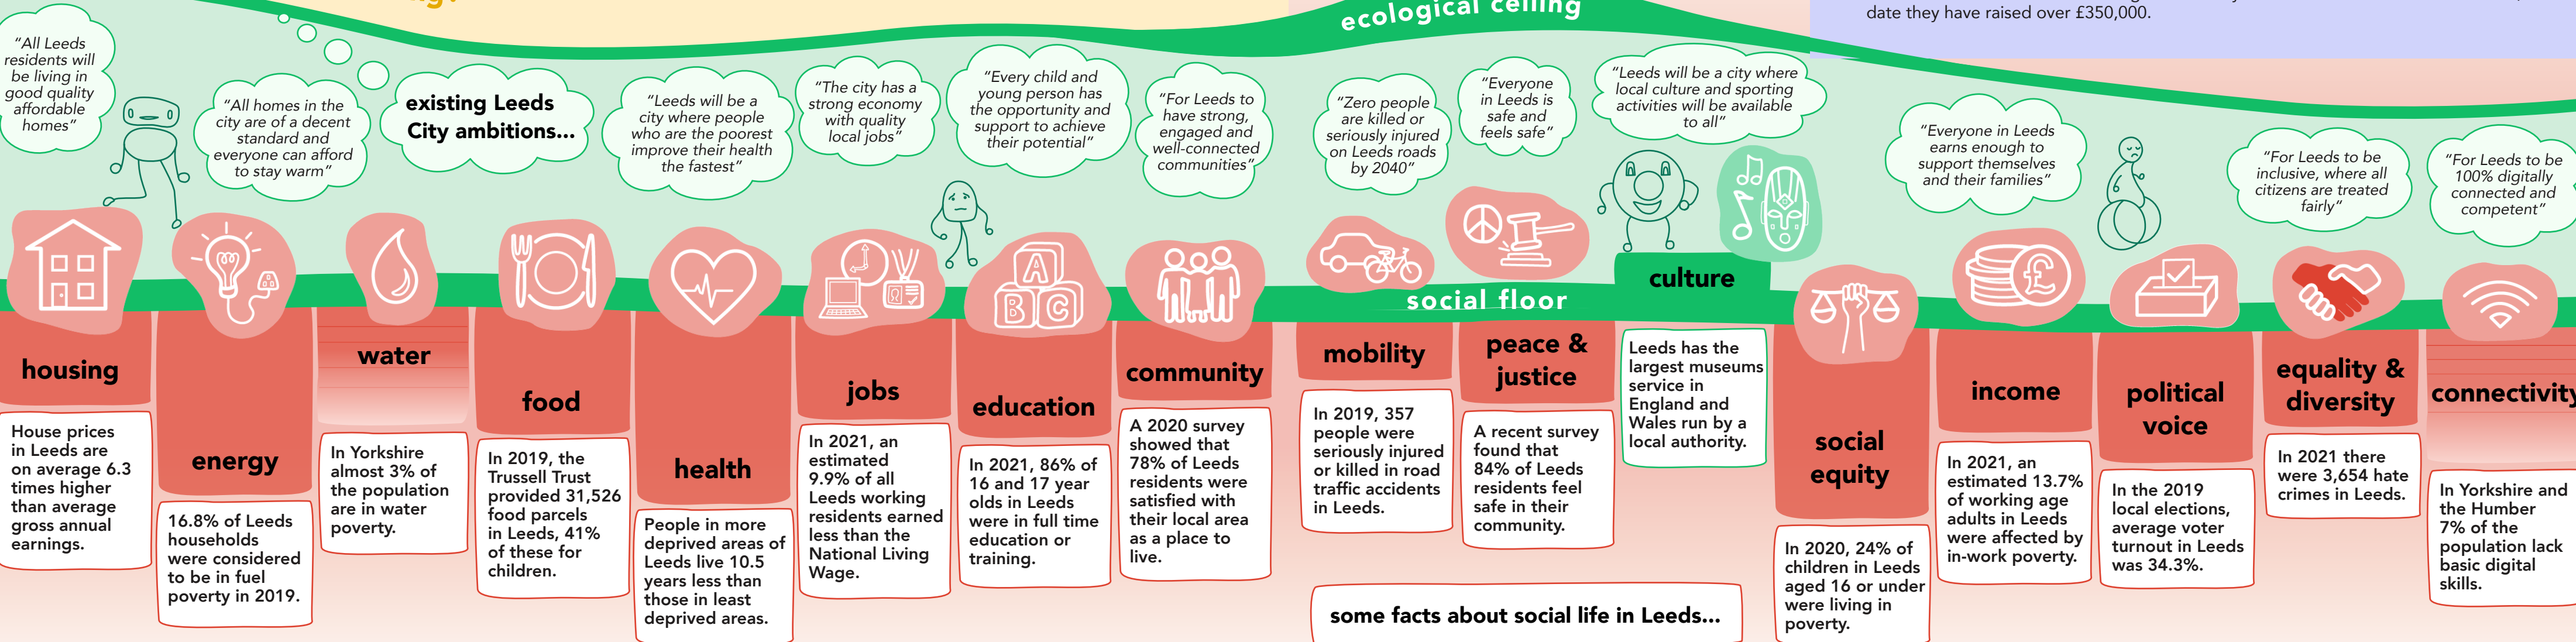 ecological ceiling
date they have raised over £350,000.
“All Leeds
residents will
be living in
good quality
affordable
homes”
“All homes in the
city are of a decent
standard and
everyone can afford
to stay warm”
existing Leeds
City ambitions...
“Leeds will be a
city where people
who are the poorest
improve their health
the fastest”
“The city has a
strong economy
with quality
local jobs”
“Every child and
young person has
the opportunity and
support to achieve
their potential”
“For Leeds to
have strong,
engaged and
well-connected
communities”
“Zero people
are killed or
seriously injured
on Leeds roads
by 2040”
“Everyone
in Leeds is
safe and
feels safe”
“Leeds will be a city where
local culture and sporting
activities will be available
to all”
“Everyone in Leeds
earns enough to
support themselves
and their families”
“For Leeds to be
inclusive, where all
citizens are treated
fairly”
“For Leeds to be
100% digitally
connected and
competent”
A
B C
£
social floor
housing
House prices
in Leeds are
on average 6.3
times higher
than average
gross annual
earnings.
energy
16.8% of Leeds
households
were considered
to be in fuel
poverty in 2019.
water
In Yorkshire
almost 3% of
the population
are in water
poverty.
food
In 2019, the
Trussell Trust
provided 31,526
food parcels
in Leeds, 41%
of these for
children.
health
People in more
deprived areas of
Leeds live 10.5
years less than
those in least
deprived areas.
jobs
In 2021, an
estimated
9.9% of all
Leeds working
residents earned
less than the
National Living
Wage.
education
In 2021, 86% of
16 and 17 year
olds in Leeds
were in full time
education or
training.
community
A 2020 survey
showed that
78% of Leeds
residents were
satisfied with
their local area
as a place to
live.
mobility
In 2019, 357
people were
seriously injured
or killed in road
traffic accidents
in Leeds.
peace &
justice
A recent survey
found that
84% of Leeds
residents feel
safe in their
community.
culture
Leeds has the
largest museums
service in
England and
Wales run by a
local authority.
social
equity
In 2020, 24% of
children in Leeds
aged 16 or under
were living in
poverty.
income
In 2021, an
estimated 13.7%
of working age
adults in Leeds
were affected by
in-work poverty.
political
voice
In the 2019
local elections,
average voter
turnout in Leeds
was 34.3%.
equality &
diversity
In 2021 there
were 3,654 hate
crimes in Leeds.
connectivity
In Yorkshire and
the Humber
7% of the
population lack
basic digital
skills.
some facts about social life in Leeds...